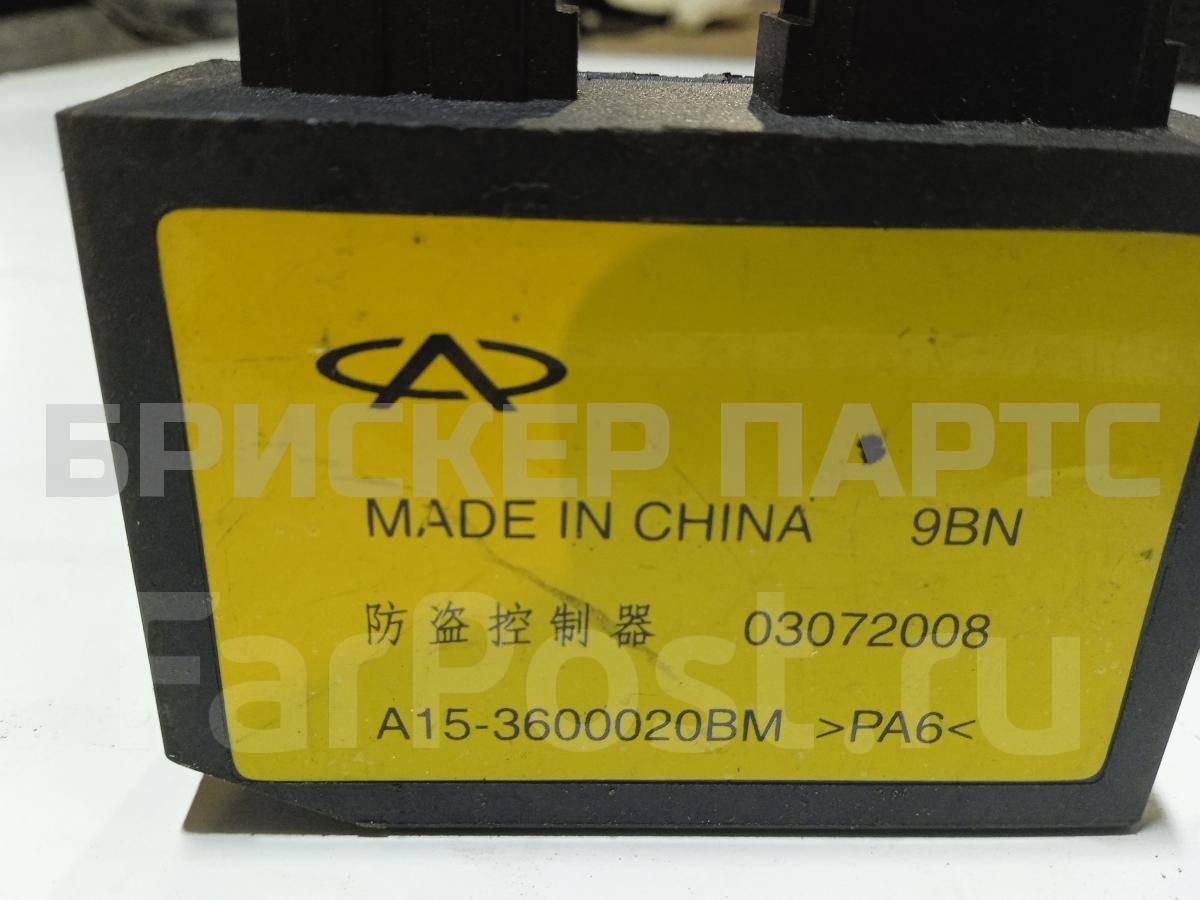 БРИСКЕР ПАРТС
MADE IN CHINA 9BN
防盗控制器 03072008
FarPost.ru
A15-3600020BM >PA6<